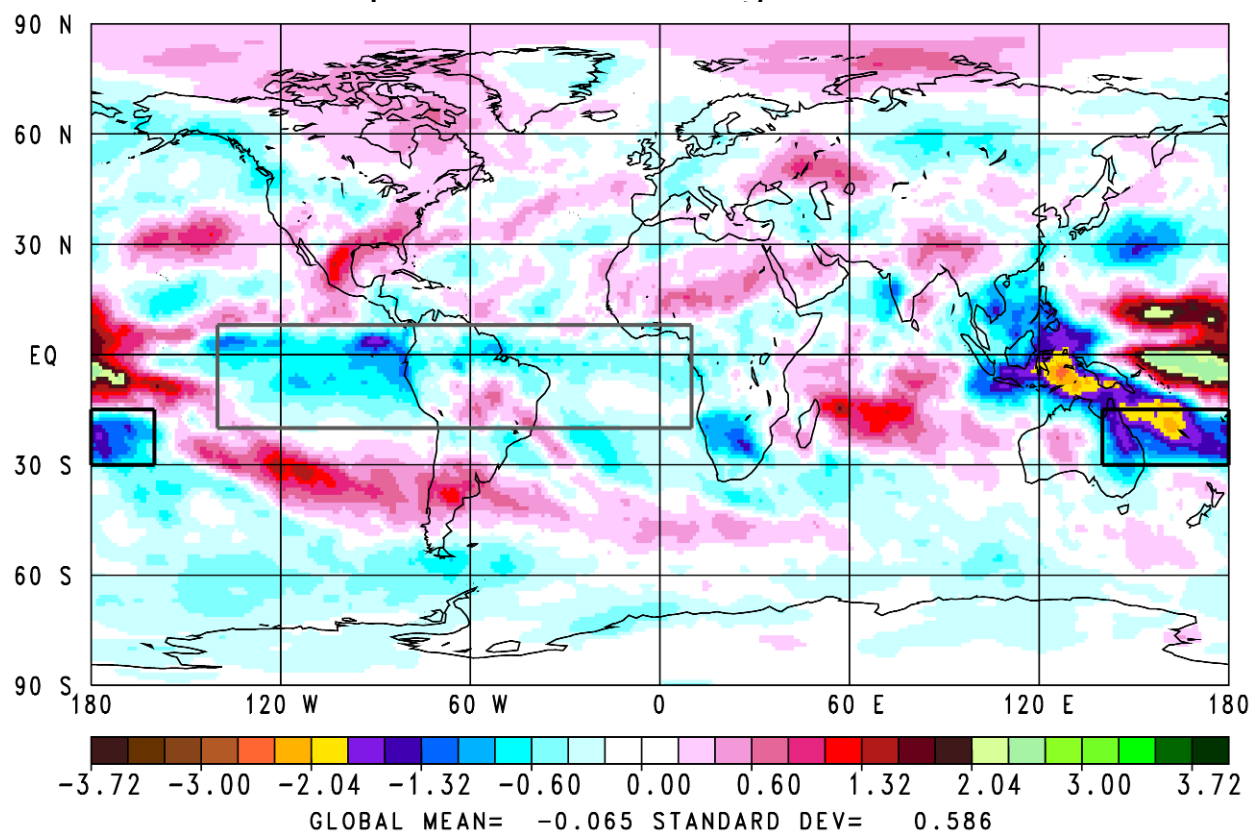 90 N
60 N
30 N
EQ
30 S
60 S
90 S
180 120 W 60 W 0 60 E 120 E 180
-3.72 -3.00 -2.04 -1.32 -0.60 0.00 0.60 1.32 2.04 3.00 3.72
GLOBAL MEAN= -0.065 STANDARD DEV= 0.586